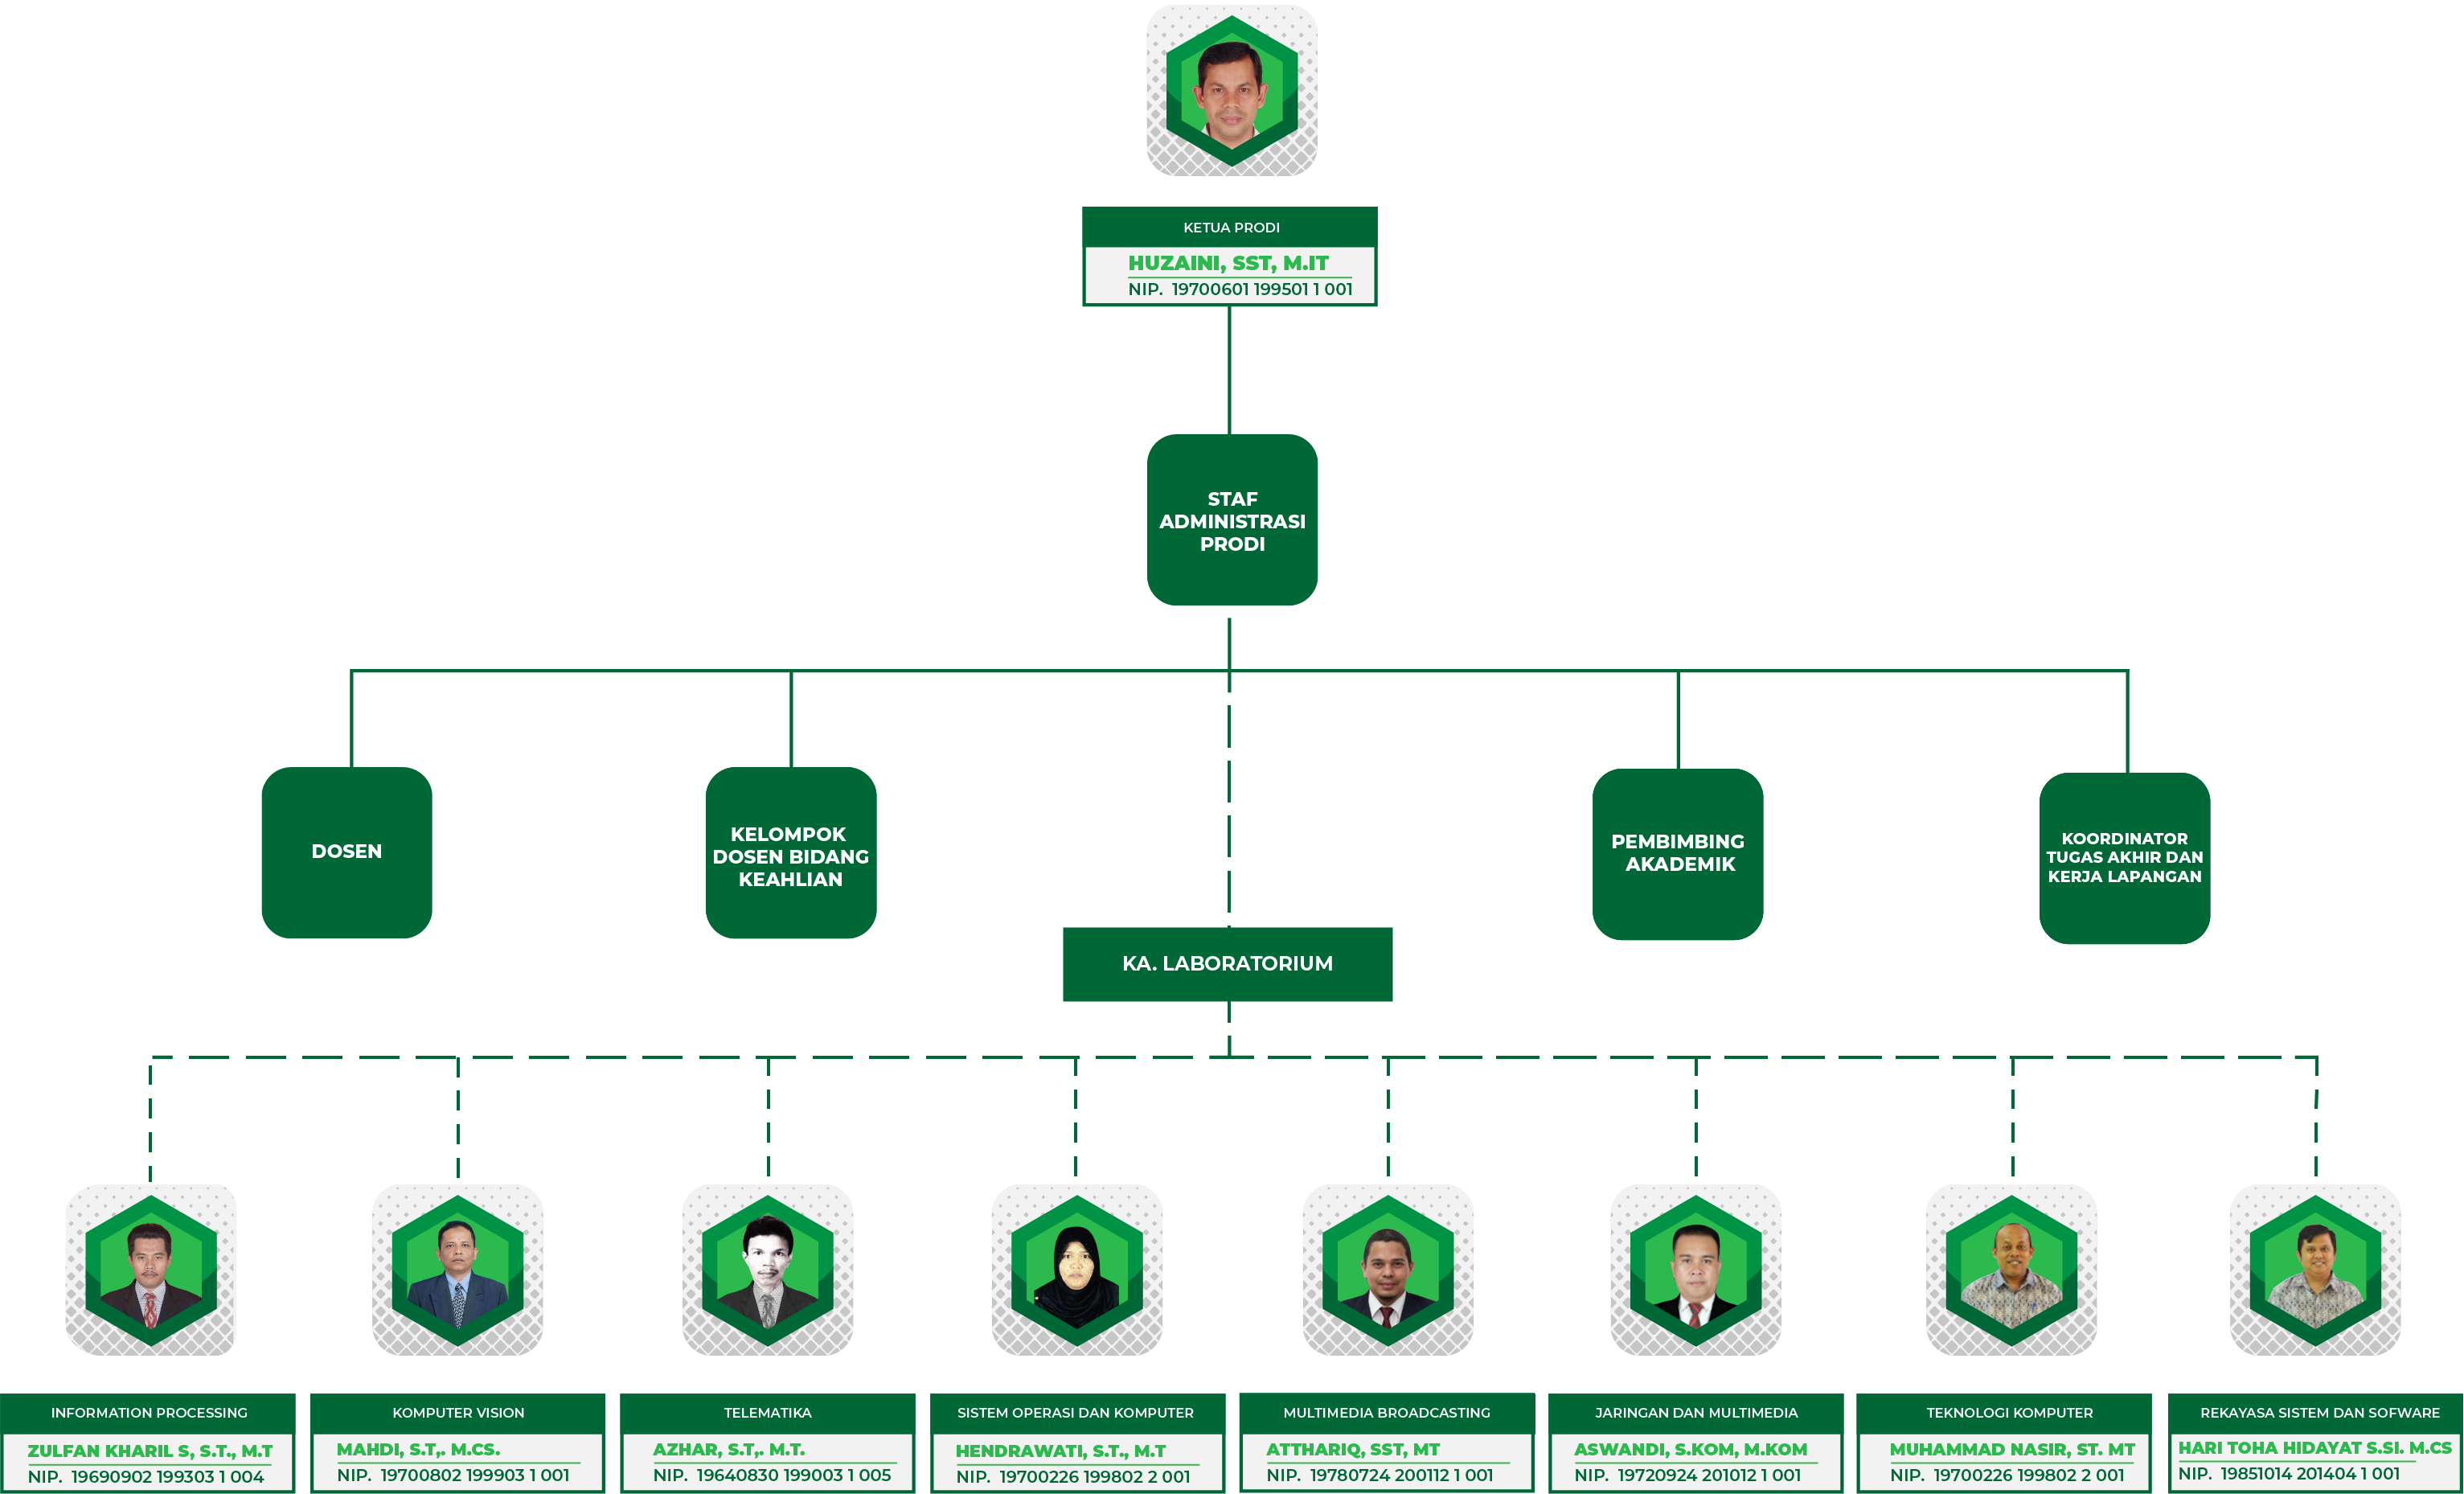 KETUA PRODI
HUZAINI, SST, M.IT
NIP. 19700601 199501 1 001
STAF
ADMINISTRASI
PRODI
DOSEN
KELOMPOK
DOSEN BIDANG
KEAHLIAN
PEMBIMBING
AKADEMIK
KOORDINATOR
TUGAS AKHIR DAN
KERJA LAPANGAN
KA. LABORATORIUM
INFORMATION PROCESSING
ZULFAN KHARIL S, S.T., M.T
NIP. 19690902 199303 1 004
KOMPUTER VISION
MAHDI, S.T,. M.CS.
NIP. 19700802 199903 1 001
TELEMATIKA
AZHAR, S.T,. M.T.
NIP. 19640830 199003 1 005
SISTEM OPERASI DAN KOMPUTER
HENDRAWATI, S.T., M.T
NIP. 19700226 199802 2 001
MULTIMEDIA BROADCASTING
ATTHARIQ, SST, MT
NIP. 19780724 200112 1 001
JARINGAN DAN MULTIMEDIA
ASWANDI, S.KOM, M.KOM
NIP. 19720924 201012 1 001
TEKNOLOGI KOMPUTER
MUHAMMAD NASIR, ST. MT
NIP. 19700226 199802 2 001
REKAYASA SISTEM DAN SOFWARE
HARI TOHA HIDAYAT S.SI. M.CS
NIP. 19851014 201404 1 001